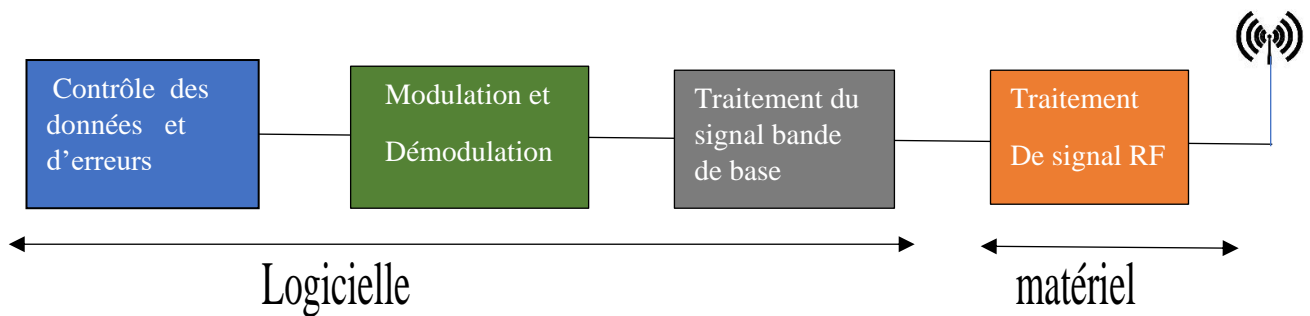 Contrôle des
données et
d'erreurs
Modulation et
Démodulation
Traitement du
signal bande
de base
Traitement
De signal RF
Logicielle
matériel